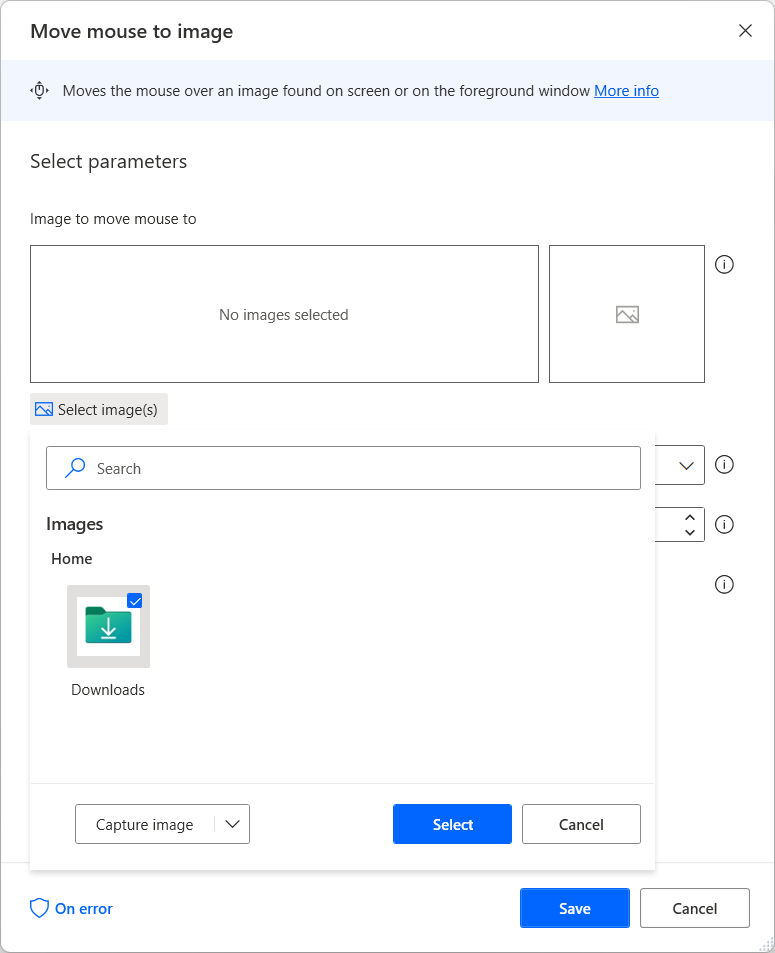 Move mouse to image
Moves the mouse over an image found on screen or on the foreground window More info
Select parameters
Image to move mouse to
No images selected
Select image(s)
Search
Images
Home
Downloads
Capture image
Select
Cancel
On error
Save
Cancel